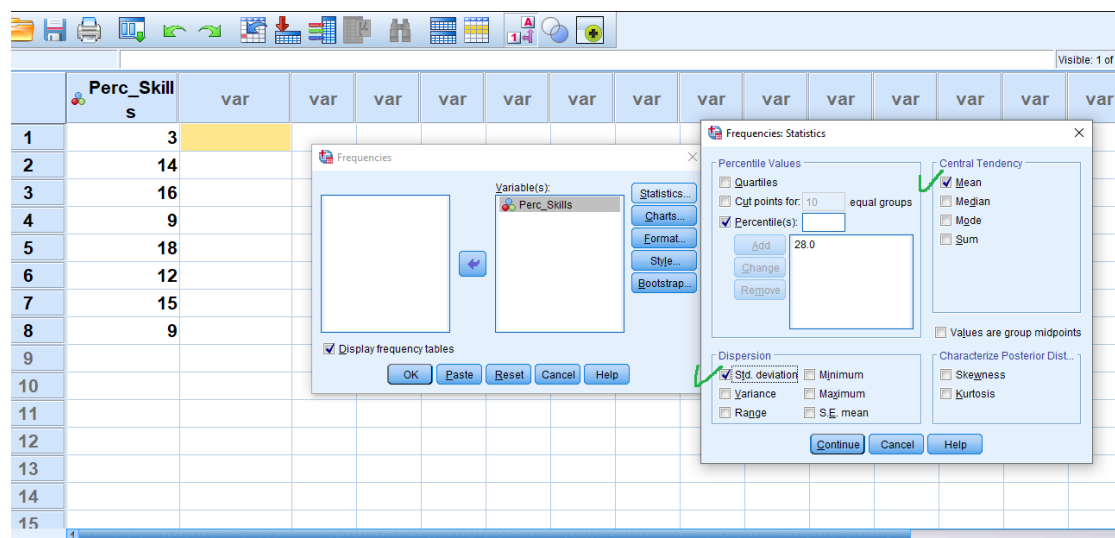 Visible: 1 of
Perc_Skill
s
var var var var var var var var var var var var var
1 3
2 14
3 16
4 9
5 18
6 12
7 15
8 9
9
10
11
12
13
14
15
Frequencies
Variable(s):
Perc_Skills
Statistics...
Charts...
Format...
Style...
Bootstrap...
Display frequency tables
OK Paste Reset Cancel Help
Frequencies: Statistics
Percentile Values
Quartiles
Cut points for: 10 equal groups
Percentile(s):
Add 28.0
Change
Remove
Central Tendency
Mean
Median
Mode
Sum
Values are group midpoints
Dispersion
Std. deviation Minimum
Variance Maximum
Range S.E. mean
Characterize Posterior Dist...
Skewness
Kurtosis
Continue Cancel Help